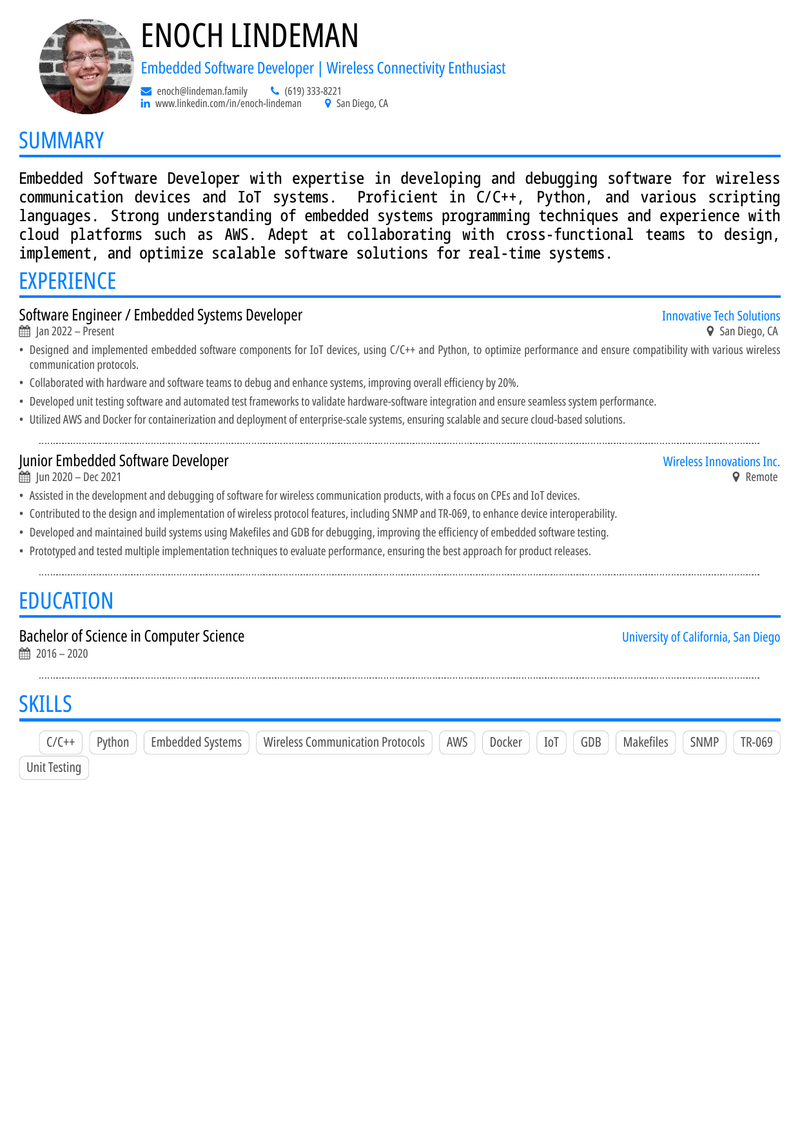 ENOCH LINDEMAN
Embedded Software Developer | Wireless Connectivity Enthusiast
enoch@lindeman.family (619) 333-8221
www.linkedin.com/in/enoch-lindeman San Diego, CA
SUMMARY
Embedded Software Developer with expertise in developing and debugging software for wireless
communication devices and IoT systems. Proficient in C/C++, Python, and various scripting
languages. Strong understanding of embedded systems programming techniques and experience with
cloud platforms such as AWS. Adept at collaborating with cross-functional teams to design,
implement, and optimize scalable software solutions for real-time systems.
EXPERIENCE
Software Engineer / Embedded Systems Developer Innovative Tech Solutions
Jan 2022 – Present San Diego, CA
• Designed and implemented embedded software components for IoT devices, using C/C++ and Python, to optimize performance and ensure compatibility with various wireless
communication protocols.
• Collaborated with hardware and software teams to debug and enhance systems, improving overall efficiency by 20%.
• Developed unit testing software and automated test frameworks to validate hardware-software integration and ensure seamless system performance.
• Utilized AWS and Docker for containerization and deployment of enterprise-scale systems, ensuring scalable and secure cloud-based solutions.
Junior Embedded Software Developer Wireless Innovations Inc.
Jun 2020 – Dec 2021 Remote
• Assisted in the development and debugging of software for wireless communication products, with a focus on CPEs and IoT devices.
• Contributed to the design and implementation of wireless protocol features, including SNMP and TR-069, to enhance device interoperability.
• Developed and maintained build systems using Makefiles and GDB for debugging, improving the efficiency of embedded software testing.
• Prototyped and tested multiple implementation techniques to evaluate performance, ensuring the best approach for product releases.
EDUCATION
Bachelor of Science in Computer Science University of California, San Diego
2016 – 2020
SKILLS
C/C++ Python Embedded Systems Wireless Communication Protocols AWS Docker IoT GDB Makefiles SNMP TR-069
Unit Testing